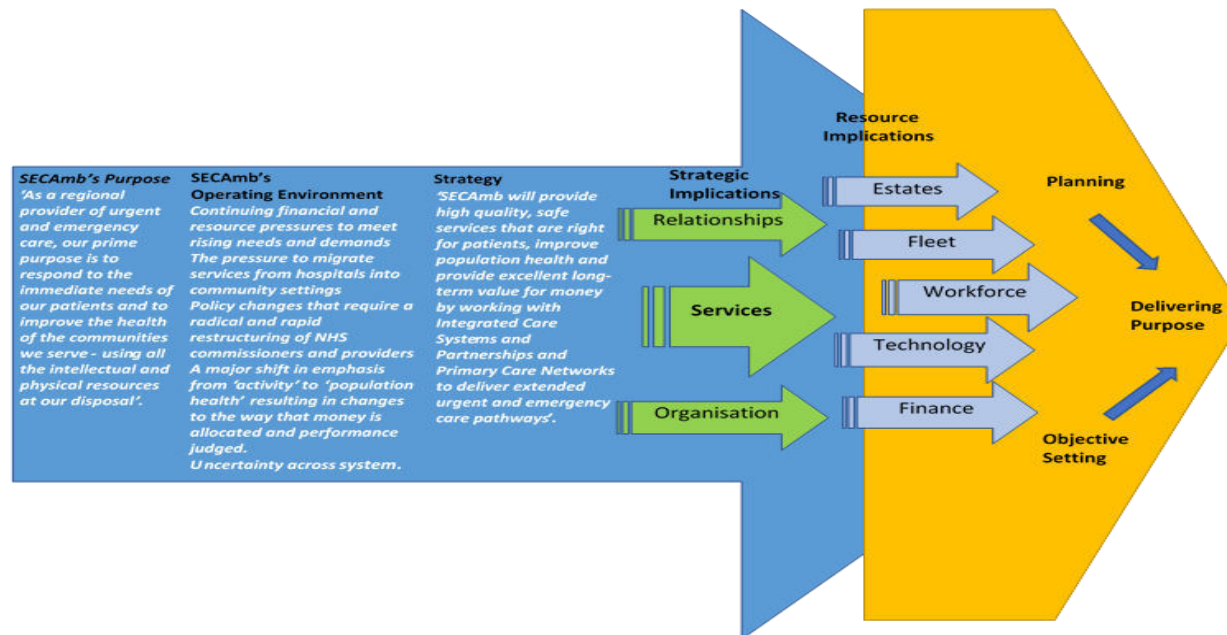 SECAmb's Purpose
'As a regional
provider of urgent
and emergency
care, our prime
purpose is to
respond to the
immediate needs of
our patients and to
improve the health
of the communities
we serve - using all
the intellectual and
physical resources
at our disposal'.
SECAmb's
Operating Environment
Continuing financial and
resource pressures to meet
rising needs and demands
The pressure to migrate
services from hospitals into
community settings
Policy changes that require a
radical and rapid
restructuring of NHS
commissioners and providers
A major shift in emphasis
from 'activity' to 'population
health' resulting in changes
to the way that money is
allocated and performance
judged.
Uncertainty across system.
Strategy
'SECAmb will provide
high quality, safe
services that are right
for patients, improve
population health and
provide excellent long-
term value for money
by working with
Integrated Care
Systems and
Partnerships and
Primary Care Networks
to deliver extended
urgent and emergency
care pathways'.
Strategic
Implications
Relationships
Services
Organisation
Resource
Implications
Estates
Fleet
Workforce
Technology
Finance
Planning
Delivering
Purpose
Objective
Setting